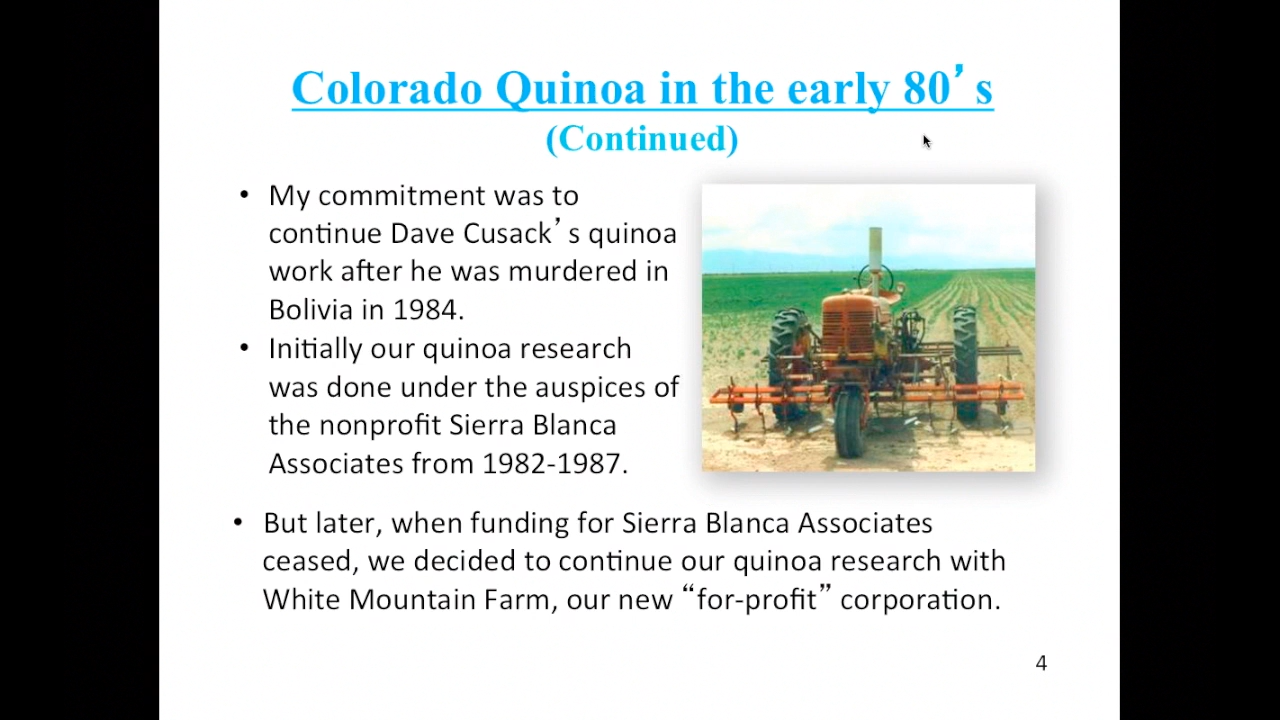 Colorado Quinoa in the early 80’s
(Continued)
• My commitment was to
continue Dave Cusack’s quinoa
work after he was murdered in
Bolivia in 1984.
• Initially our quinoa research
was done under the auspices of
the nonprofit Sierra Blanca
Associates from 1982-1987.
• But later, when funding for Sierra Blanca Associates
ceased, we decided to continue our quinoa research with
White Mountain Farm, our new “for-profit” corporation.
4